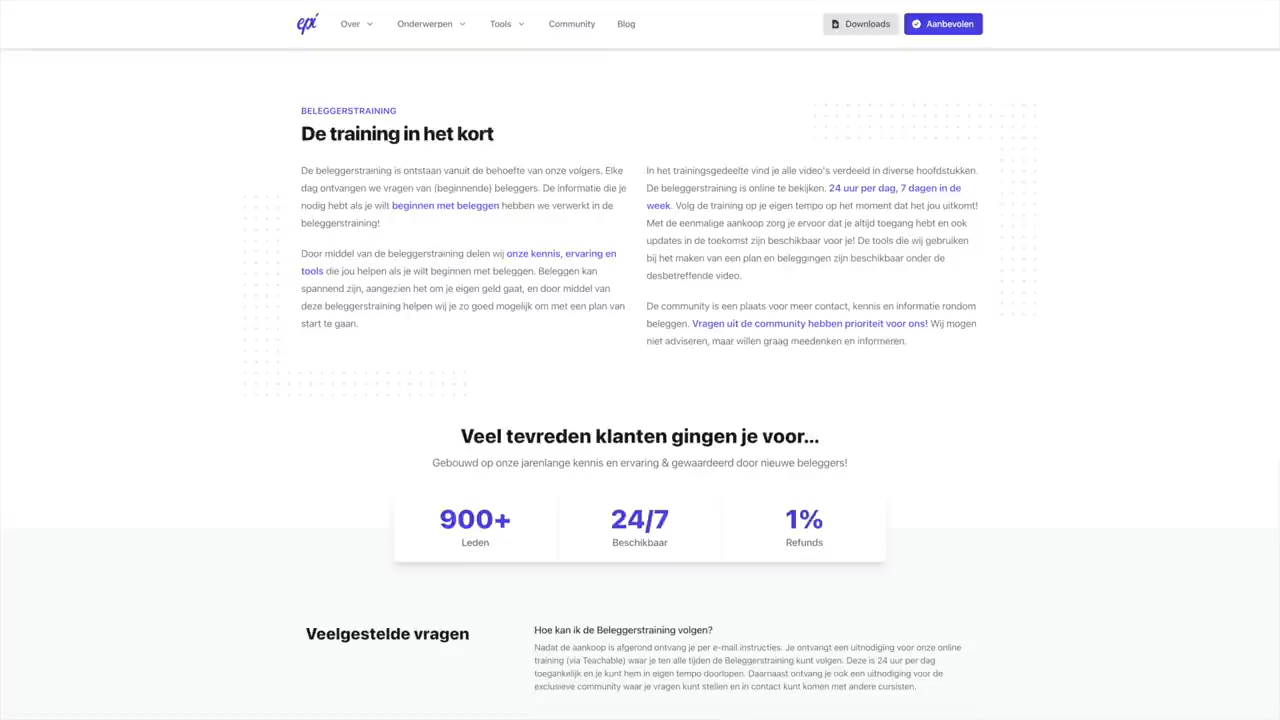 epi
Over
Onderwerpen
Tools
Community
Blog
Downloads
Aanbevolen
BELEGGERSTRAINING
De training in het kort
De beleggerstraining is ontstaan vanuit de behoefte van onze volgers. Elke
dag ontvangen we vragen van (beginnende) beleggers. De informatie die je
nodig hebt als je wilt beginnen met beleggen hebben we verwerkt in de
beleggerstraining!
Door middel van de beleggerstraining delen wij onze kennis, ervaring en
tools die jou helpen als je wilt beginnen met beleggen. Beleggen kan
spannend zijn, aangezien het om je eigen geld gaat, en door middel van
deze beleggerstraining helpen wij je zo goed mogelijk om met een plan van
start te gaan.
In het trainingsgedeelte vind je alle video's verdeeld in diverse hoofdstukken.
De beleggerstraining is online te bekijken. 24 uur per dag, 7 dagen in de
week. Volg de training op je eigen tempo op het moment dat het jou uitkomt!
Met de eenmalige aankoop zorg je ervoor dat je altijd toegang hebt en ook
updates in de toekomst zijn beschikbaar voor je! De tools die wij gebruiken
bij het maken van een plan en beleggingen zijn beschikbaar onder de
desbetreffende video.
De community is een plaats voor meer contact, kennis en informatie rondom
beleggen. Vragen uit de community hebben prioriteit voor ons! Wij mogen
niet adviseren, maar willen graag meedenken en informeren.
Veel tevreden klanten gingen je voor...
Gebouwd op onze jarenlange kennis en ervaring & gewaardeerd door nieuwe beleggers!
900+
Leden
24/7
Beschikbaar
1%
Refunds
Veelgestelde vragen
Hoe kan ik de Beleggerstraining volgen?
Nadat de aankoop is afgerond ontvang je per e-mail instructies. Je ontvangt een uitnodiging voor onze online
training (via Teachable) waar je ten alle tijden de Beleggerstraining kunt volgen. Deze is 24 uur per dag
toegankelijk en je kunt hem in eigen tempo doorlopen. Daarnaast ontvang je ook een uitnodiging voor de
exclusieve community waar je vragen kunt stellen en in contact kunt komen met andere cursisten.